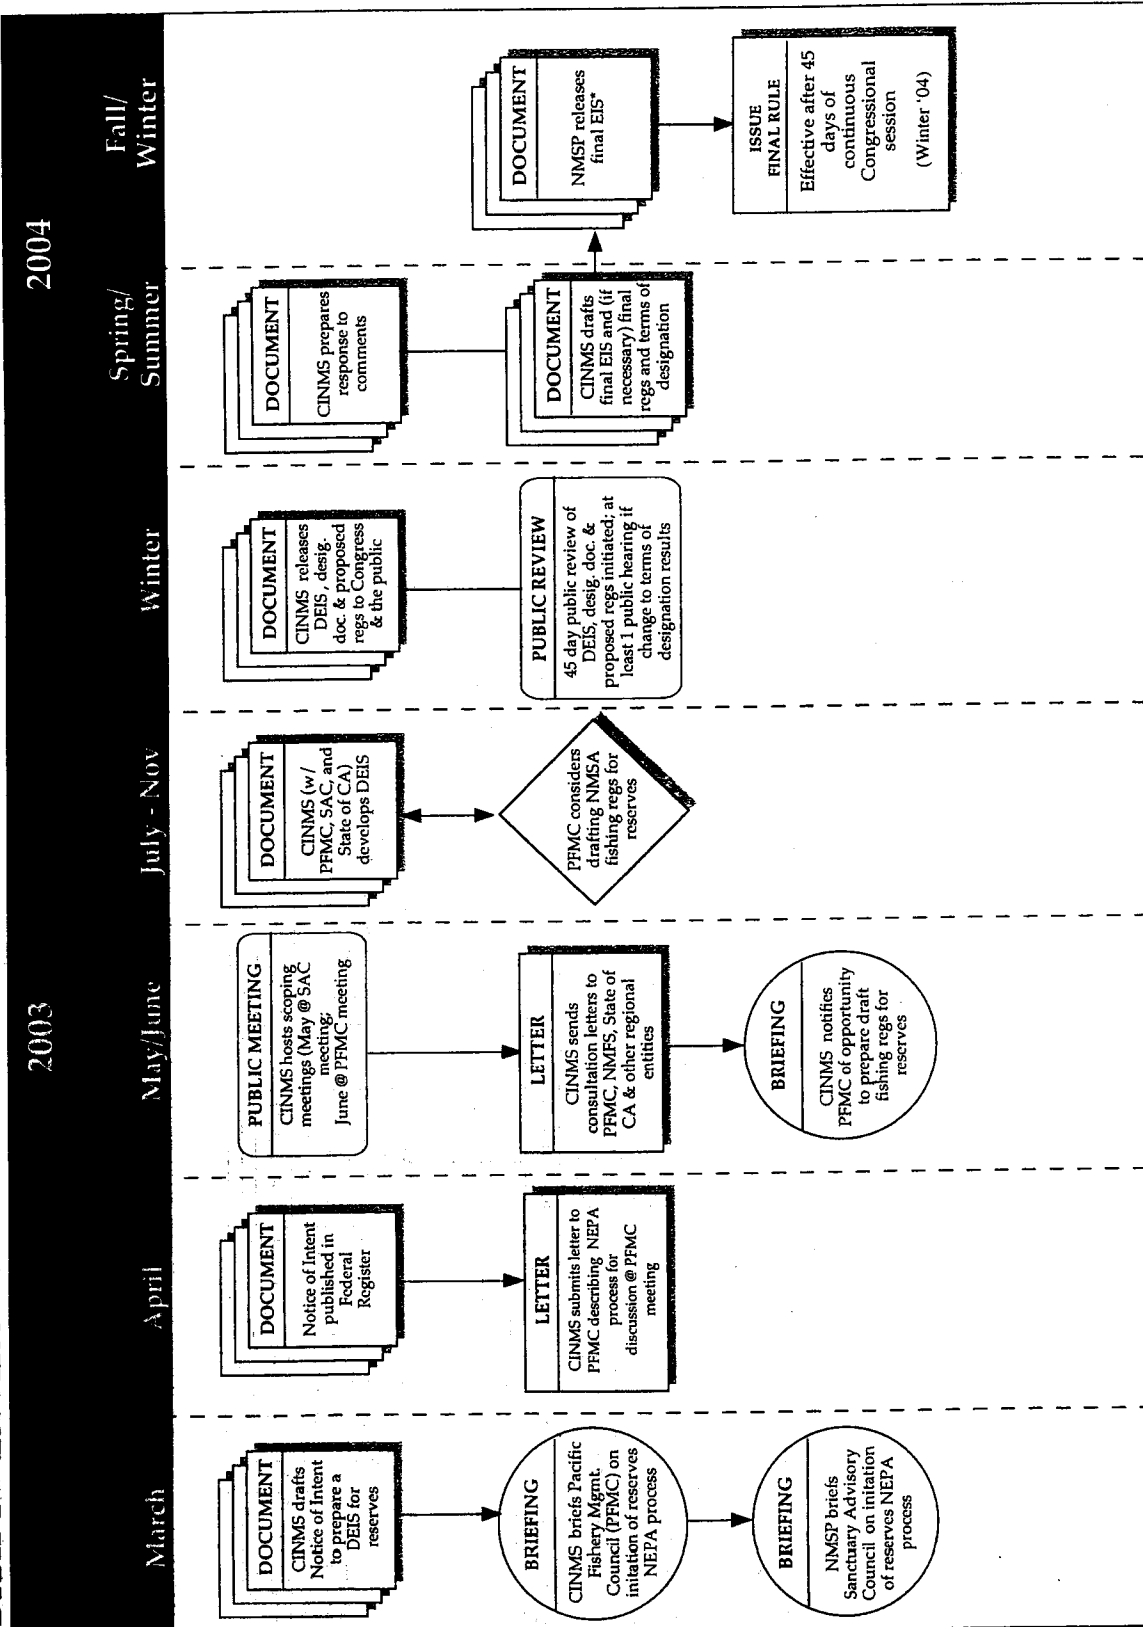 2003
2004
March
April
May/June
July - Nov
Winter
Spring/
Summer
Fall/
Winter
DOCUMENT
CINMS drafts
Notice of Intent
to prepare a
DEIS for
reserves
BRIEFING
CINMS briefs Pacific
Fishery Mgmt.
Council (PFMC) on
initation of reserves
NEPA process
BRIEFING
NMSP briefs
Sanctuary Advisory
Council on initation
of reserves NEPA
process
DOCUMENT
Notice of Intent
published in
Federal
Register
LETTER
CINMS submits letter to
PFMC describing NEPA
process for
discussion @ PFMC
meeting
PUBLIC MEETING
CINMS hosts scoping
meetings (May @ SAC
meeting;
June @ PFMC meeting
LETTER
CINMS sends
consultation letters to
PFMC, NMFS, State of
CA & other regional
entities
BRIEFING
CINMS notifies
PFMC of opportunity
to prepare draft
fishing regs for
reserves
DOCUMENT
CINMS (w/
PFMC, SAC, and
State of CA)
develops DEIS
PFMC considers
drafting NMSA
fishing regs for
reserves
DOCUMENT
CINMS releases
DEIS , desig.
doc. & proposed
regs to Congress
& the public
PUBLIC REVIEW
45 day public review of
DEIS, desig. doc. &
proposed regs initiated; at
least 1 public hearing if
change to terms of
designation results
DOCUMENT
CINMS prepares
response to
comments
DOCUMENT
CINMS drafts
final EIS and (if
necessary) final
regs and terms of
designation
DOCUMENT
NMSP releases
final EIS*
ISSUE
FINAL RULE
Effective after 45
days of
continuous
Congressional
session
(Winter '04)